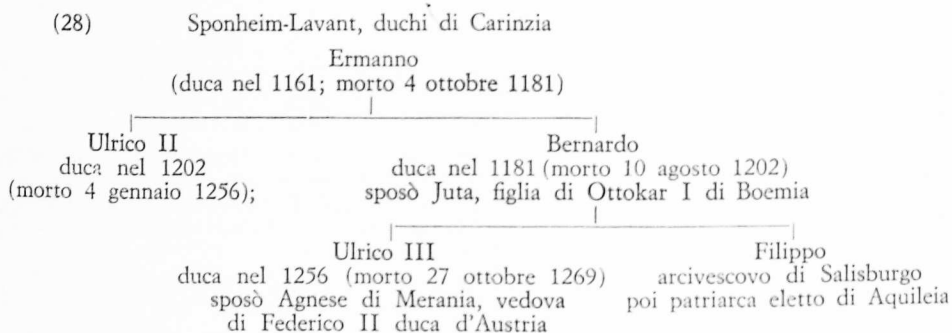 (28) Sponheim-Lavant, duchi di Carinzia
Ermanno
(duca nel 1161; morto 4 ottobre 1181)
Ulrico II
duca nel 1202
(morto 4 gennaio 1256);
Bernardo
duca nel 1181 (morto 10 agosto 1202)
sposò Juta, figlia di Ottokar I di Boemia
Ulrico III
duca nel 1256 (morto 27 ottobre 1269)
sposò Agnese di Merania, vedova
di Federico II duca d'Austria
Filippo
arcivescovo di Salisburgo
poi patriarca eletto di Aquileia